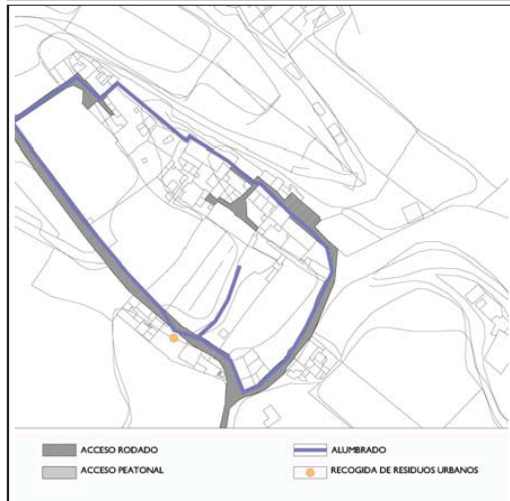 ACCESO RODADO
ALUMBRADO
ACCESO PEATONAL
RECOGIDA DE RESIDUOS URBANOS